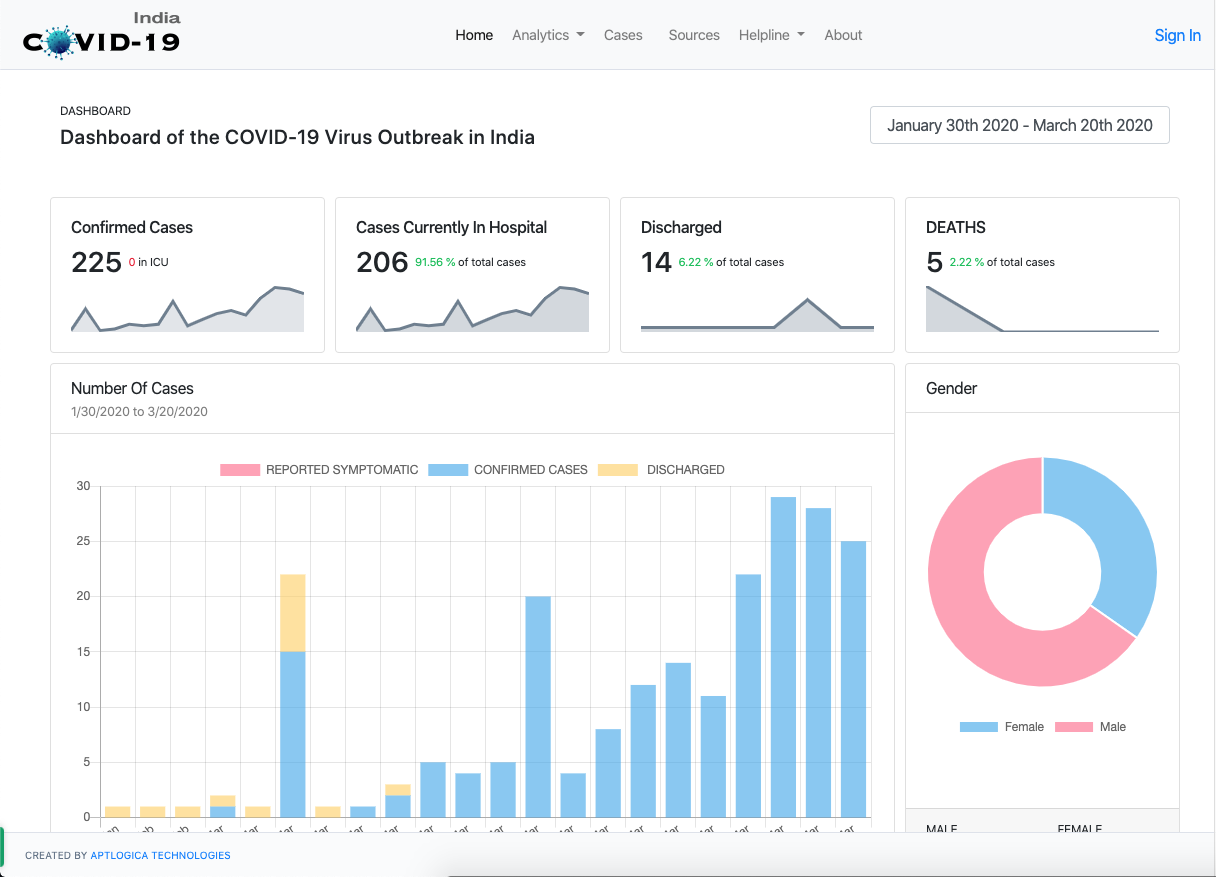 India
COVID-19
Home Analytics Cases Sources Helpline About
Sign In
DASHBOARD
Dashboard of the COVID-19 Virus Outbreak in India
January 30th 2020 - March 20th 2020
Confirmed Cases
225 0 in ICU
Cases Currently In Hospital
206 91.56 % of total cases
Discharged
14 6.22 % of total cases
DEATHS
5 2.22 % of total cases
Number Of Cases
1/30/2020 to 3/20/2020
REPORTED SYMPTOMATIC CONFIRMED CASES DISCHARGED
30
25
20
15
10
5
0
Gender
Female Male
MALE FEMALE
CREATED BY APTLOGICA TECHNOLOGIES